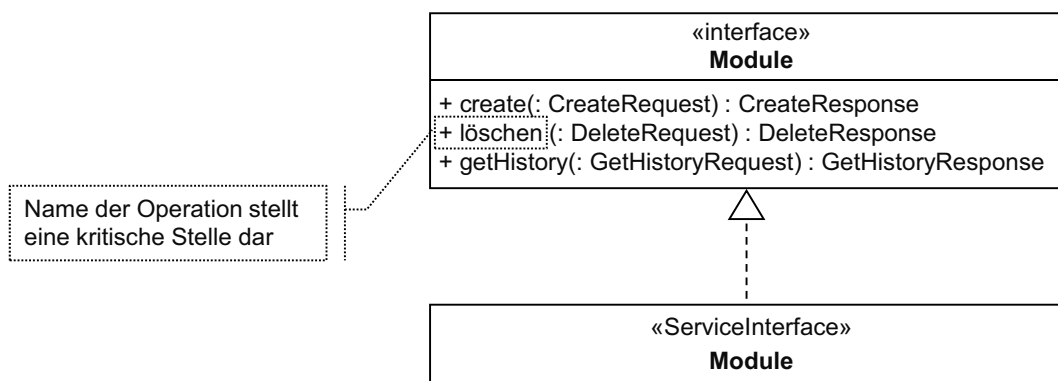 «interface»
Module
+ create(: CreateRequest) : CreateResponse
+ löschen (: DeleteRequest) : DeleteResponse
+ getHistory(: GetHistoryRequest) : GetHistoryResponse
Name der Operation stellt
eine kritische Stelle dar
«ServiceInterface»
Module